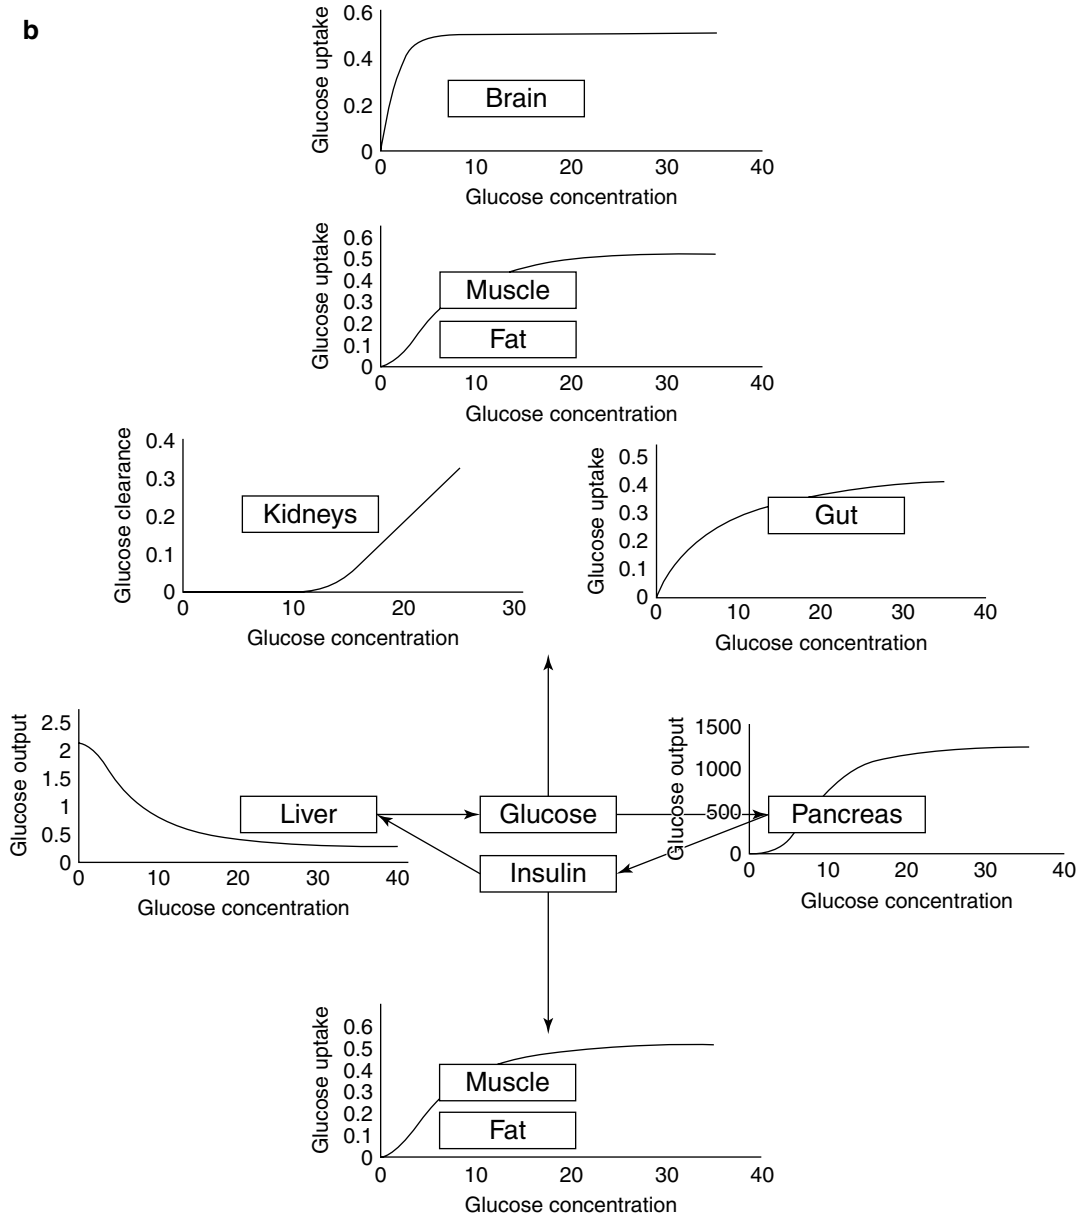 b
Glucose uptake
0.6
0.4
0.2
0
Brain
0 10 20 30 40
Glucose concentration
Glucose uptake
0.6
0.5
0.4
0.3
0.2
0.1
0
Muscle
Fat
0 10 20 30 40
Glucose concentration
Glucose clearance
0.4
0.3
0.2
0.1
0
Kidneys
0 10 20 30
Glucose concentration
Glucose uptake
0.5
0.4
0.3
0.2
0.1
0
Gut
0 10 20 30 40
Glucose concentration
Glucose output
2.5
2
1.5
1
0.5
0
Liver
0 10 20 30 40
Glucose concentration
Glucose
Insulin
Glucose output
1500
1000
500
0
Pancreas
0 10 20 30 40
Glucose concentration
Glucose uptake
0.6
0.5
0.4
0.3
0.2
0.1
0
Muscle
Fat
0 10 20 30 40
Glucose concentration